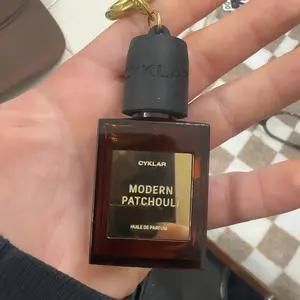 CYKLAR
CYKLAR
MODERN
PATCHOULI
HUILE DE PARFUM